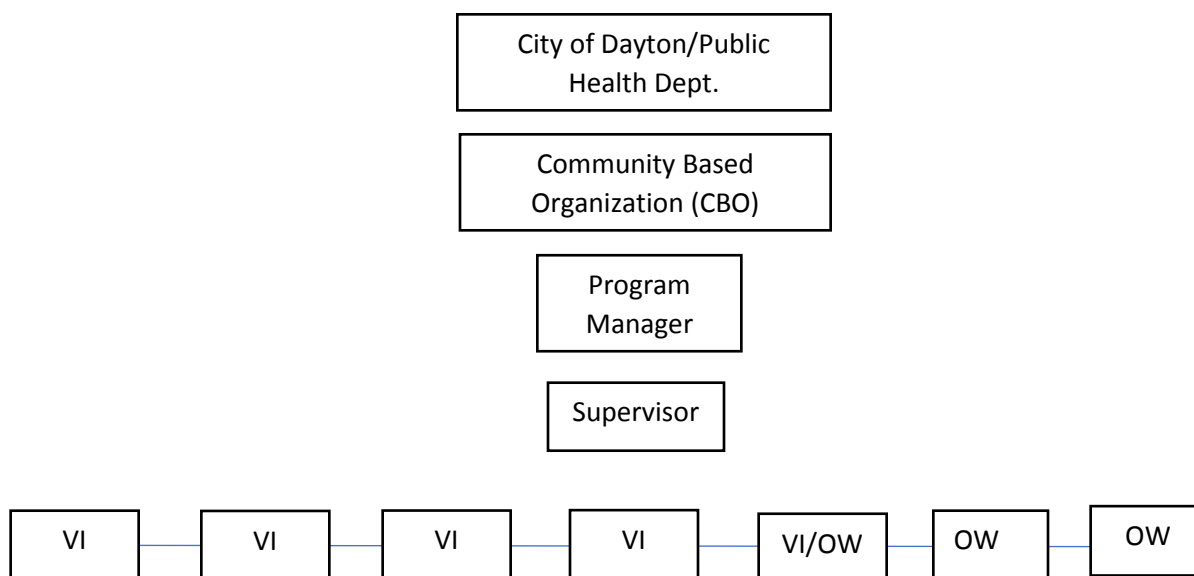 City of Dayton/Public
Health Dept.
Community Based
Organization (CBO)
Program
Manager
Supervisor
VI VI VI VI VI/OW OW OW